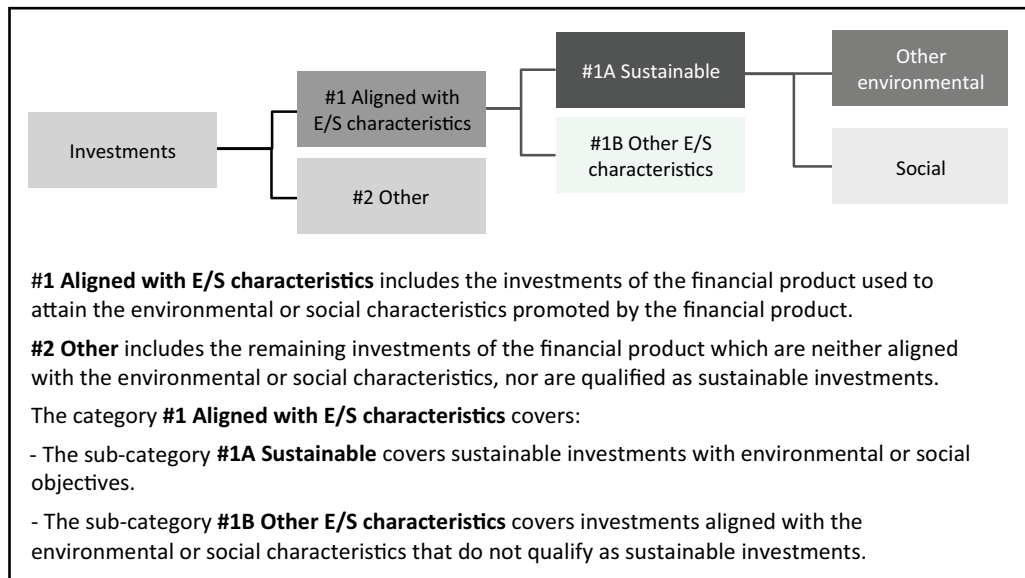 Investments
#1 Aligned with
E/S characteristics
#2 Other
#1A Sustainable
#1B Other E/S
characteristics
Other
environmental
Social
#1 Aligned with E/S characteristics includes the investments of the financial product used to
attain the environmental or social characteristics promoted by the financial product.
#2 Other includes the remaining investments of the financial product which are neither aligned
with the environmental or social characteristics, nor are qualified as sustainable investments.
The category #1 Aligned with E/S characteristics covers:
- The sub-category #1A Sustainable covers sustainable investments with environmental or social
objectives.
- The sub-category #1B Other E/S characteristics covers investments aligned with the
environmental or social characteristics that do not qualify as sustainable investments.